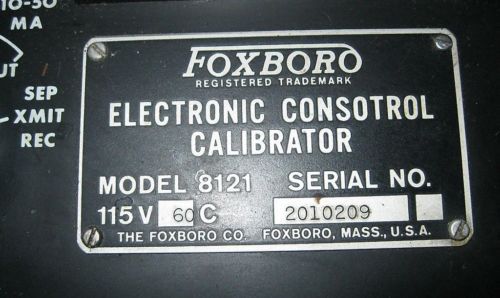 10-50
MA
UT
SEP
XMIT
REC
FOXBORO
REGISTERED TRADEMARK
ELECTRONIC CONSOTROL
CALIBRATOR
MODEL 8121 SERIAL NO.
115 V 60 C 2010209
THE FOXBORO CO. FOXBORO, MASS., U.S.A.